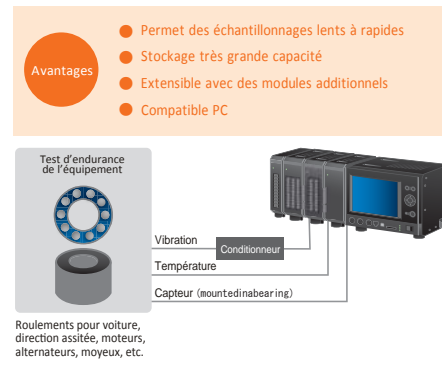 Avantages
Permet des échantillonnages lents à rapides
Stockage très grande capacité
Extensible avec des modules additionnels
Compatible PC
Test d'endurance
de l'équipement
Vibration
Conditionneur
Température
Capteur (mountedinabearing)
Roulements pour voiture,
direction assitée, moteurs,
alternateurs, moyeux, etc.